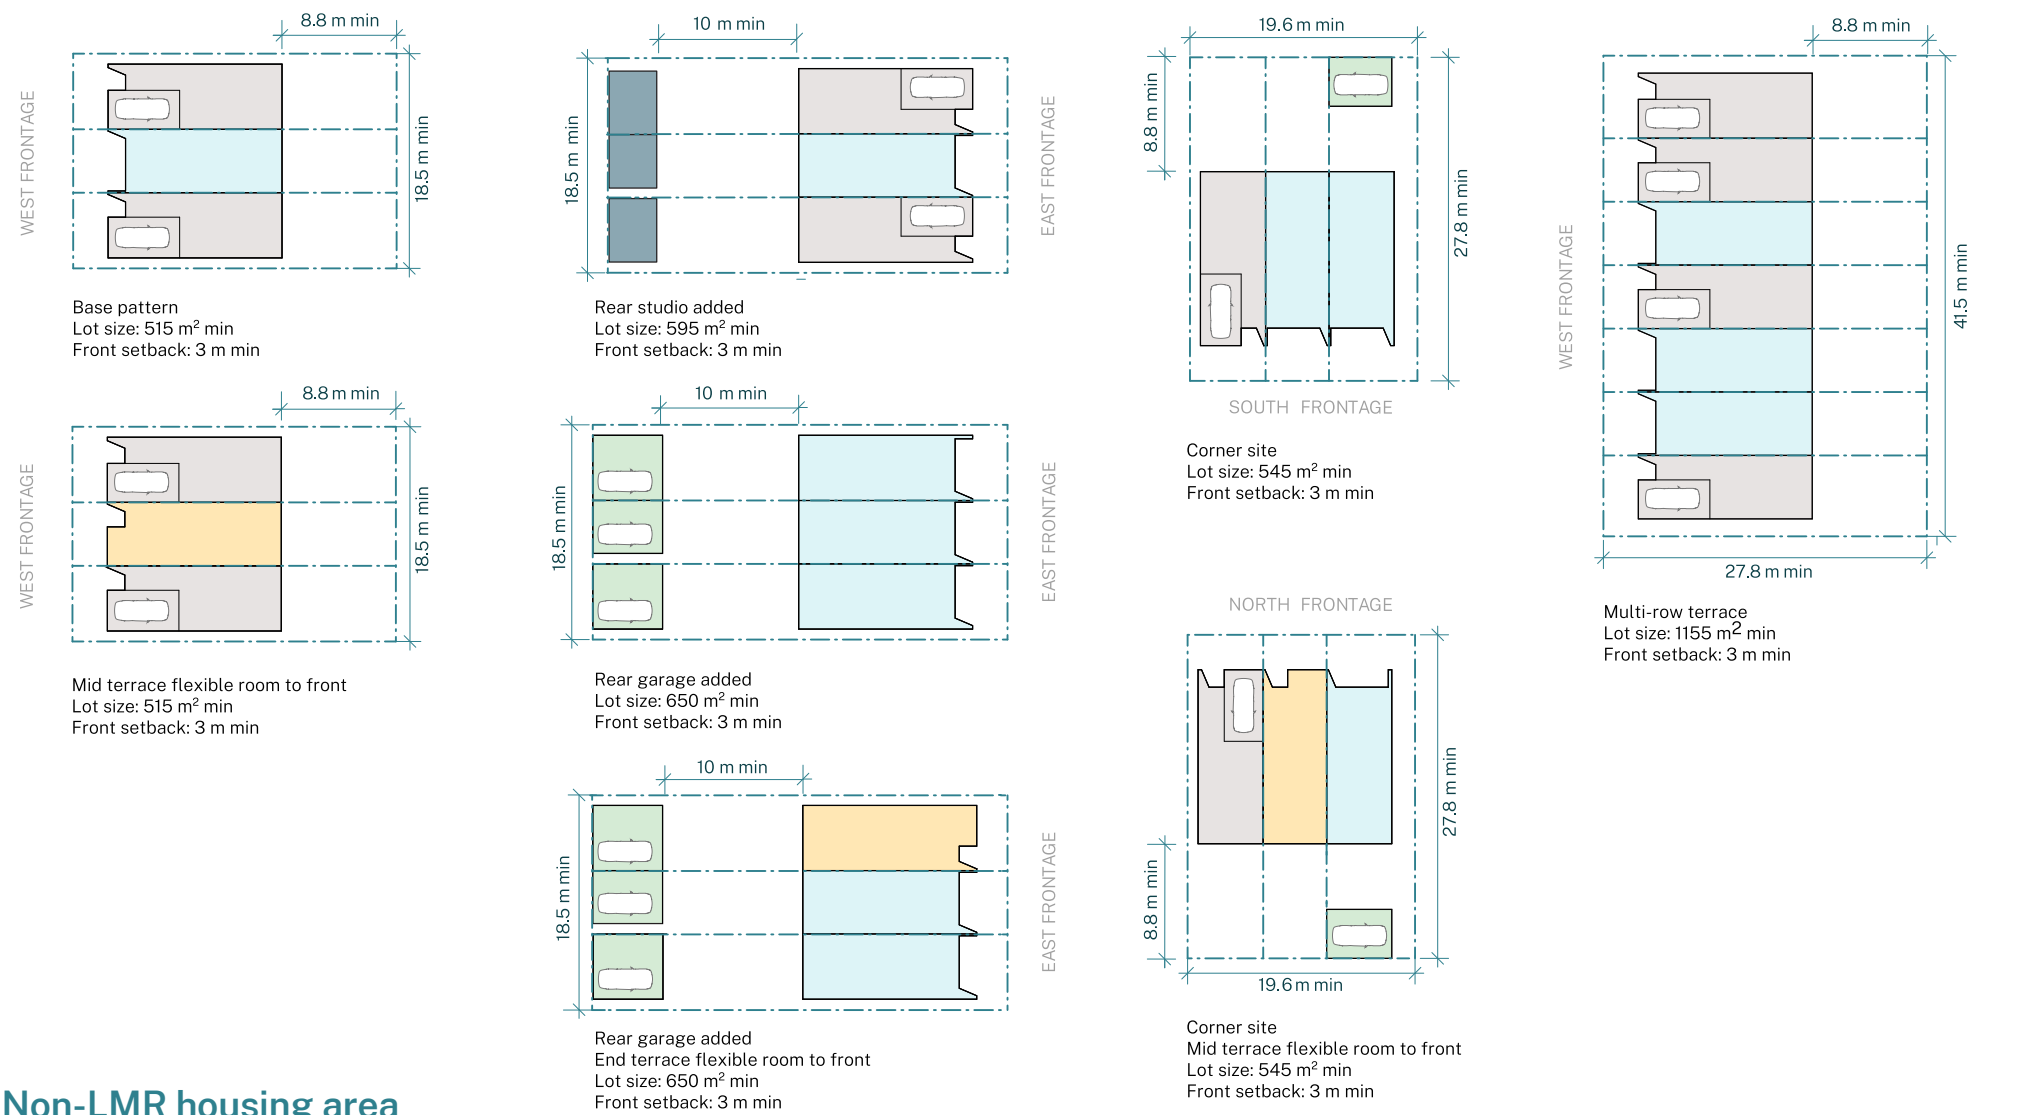 8.8 m min
WEST FRONTAGE
18.5 m min
Base pattern
Lot size: 515 m² min
Front setback: 3 m min
8.8 m min
WEST FRONTAGE
18.5 m min
Mid terrace flexible room to front
Lot size: 515 m² min
Front setback: 3 m min
10 m min
18.5 m min
EAST FRONTAGE
Rear studio added
Lot size: 595 m² min
Front setback: 3 m min
10 m min
18.5 m min
EAST FRONTAGE
Rear garage added
Lot size: 650 m² min
Front setback: 3 m min
10 m min
18.5 m min
EAST FRONTAGE
Rear garage added
End terrace flexible room to front
Lot size: 650 m² min
Front setback: 3 m min
19.6 m min
8.8 m min
27.8 m min
SOUTH FRONTAGE
Corner site
Lot size: 545 m² min
Front setback: 3 m min
NORTH FRONTAGE
27.8 m min
8.8 m min
19.6 m min
Corner site
Mid terrace flexible room to front
Lot size: 545 m² min
Front setback: 3 m min
8.8 m min
WEST FRONTAGE
41.5 m min
27.8 m min
Multi-row terrace
Lot size: 1155 m² min
Front setback: 3 m min
Non-LMR housing area